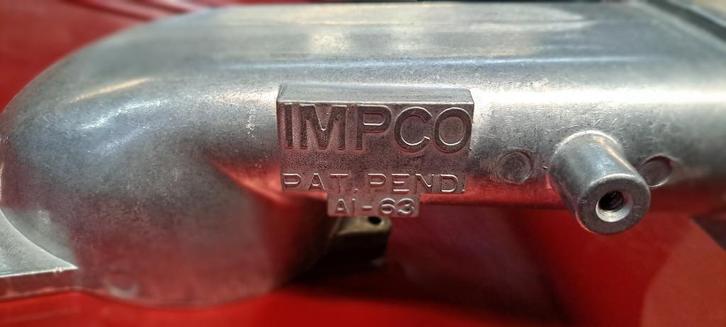 IMPCO
PAT. PEND.
AI-63